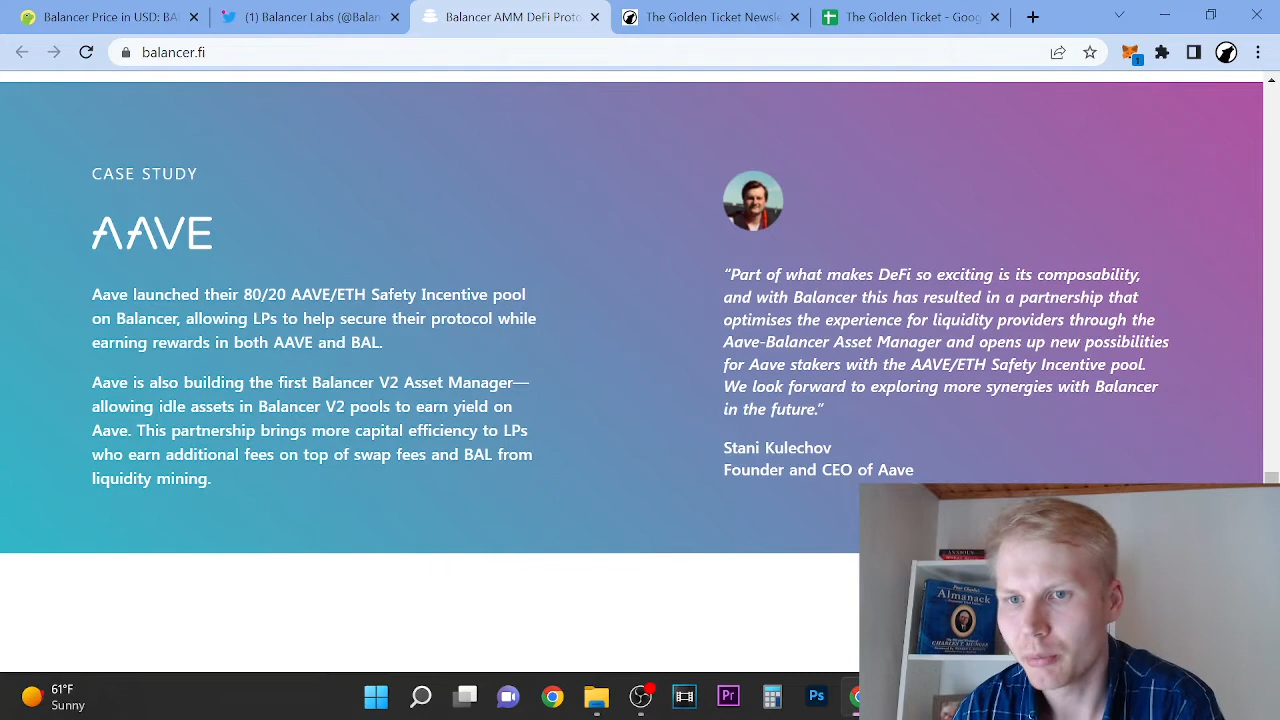 Balancer Price in USD: BA
(1) Balancer Labs (@Balan
Balancer AMM DeFi Proto
The Golden Ticket Newsle
The Golden Ticket - Goog
balancer.fi
1
CASE STUDY
AAVE
Aave launched their 80/20 AAVE/ETH Safety Incentive pool
on Balancer, allowing LPs to help secure their protocol while
earning rewards in both AAVE and BAL.
Aave is also building the first Balancer V2 Asset Manager—
allowing idle assets in Balancer V2 pools to earn yield on
Aave. This partnership brings more capital efficiency to LPs
who earn additional fees on top of swap fees and BAL from
liquidity mining.
“Part of what makes DeFi so exciting is its composability,
and with Balancer this has resulted in a partnership that
optimises the experience for liquidity providers through the
Aave-Balancer Asset Manager and opens up new possibilities
for Aave stakers with the AAVE/ETH Safety Incentive pool.
We look forward to exploring more synergies with Balancer
in the future.”
Stani Kulechov
Founder and CEO of Aave
Poor Charlie's
Almanack
CHARLES T. MUNGER
61°F
Sunny
Pr
Ps